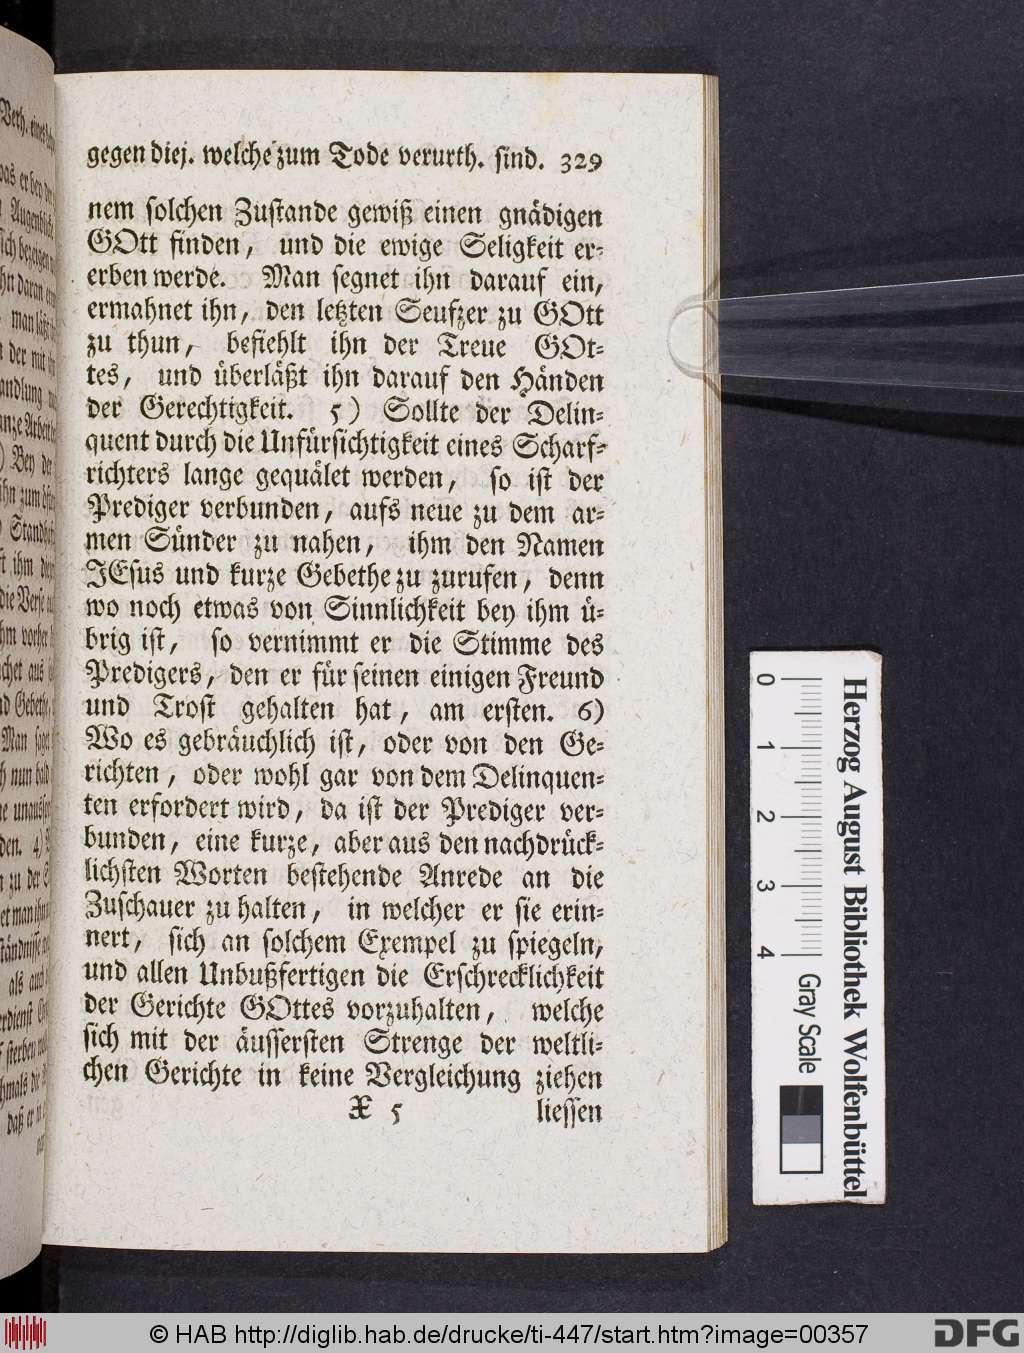 gegen diej. welche zum Tode verurth. sind. 329
nem solchen Zustande gewiß einen gnädigen
GOtt finden, und die ewige Seligkeit er-
erben werde. Man segnet ihn darauf ein,
ermahnet ihn, den letzten Seufzer zu GOtt
zu thun, befiehlt ihn der Treue GOt-
tes, und überläßt ihn darauf den Händen
der Gerechtigkeit. 5) Sollte der Delin-
quent durch die Unfürsichtigkeit eines Scharf-
richters lange gequälet werden, so ist der
Prediger verbunden, aufs neue zu dem ar-
men Sünder zu nahen, ihm den Namen
JEsus und kurze Gebethe zu zurufen, denn
wo noch etwas von Sinnlichkeit bey ihm ü-
brig ist, so vernimmt er die Stimme des
Predigers, den er für seinen einigen Freund
und Trost gehalten hat, am ersten. 6)
Wo es gebräuchlich ist, oder von den Ge-
richten, oder wohl gar von dem Delinquen-
ten erfordert wird, da ist der Prediger ver-
bunden, eine kurze, aber aus den nachdrück-
lichsten Worten bestehende Anrede an die
Zuschauer zu halten, in welcher er sie erin-
nert, sich an solchem Exempel zu spiegeln,
und allen Unbußfertigen die Erschrecklichkeit
der Gerichte GOttes vorzuhalten, welche
sich mit der äussersten Strenge der weltli-
chen Gerichte in keine Vergleichung ziehen
X 5 liessen
0 1 2 3 4 Gray Scale
Herzog August Bibliothek Wolfenbüttel
© HAB http://diglib.hab.de/drucke/ti-447/start.htm?image=00357
DFG